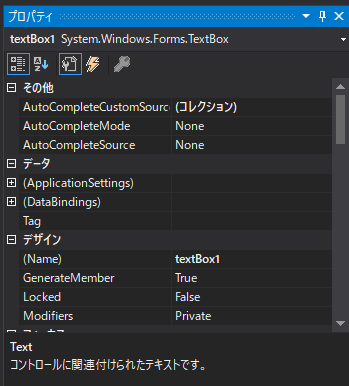 プロパティ
textBox1 System.Windows.Forms.TextBox
その他
AutoCompleteCustomSource (コレクション)
AutoCompleteMode None
AutoCompleteSource None
データ
(ApplicationSettings)
(DataBindings)
Tag
デザイン
(Name) textBox1
GenerateMember True
Locked False
Modifiers Private
Text
コントロールに関連付けられたテキストです。